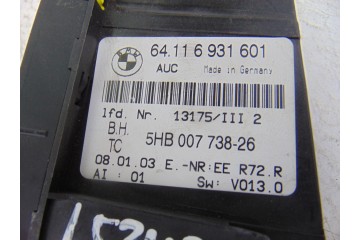 BMW
64.11 6 931 601
AUC Made in Germany
lfd. Nr. 13175/III 2
B.H.
TC 5HB 007 738-26
08.01.03 E.-NR:EE R72.R
AI : 01 SW: V013.0